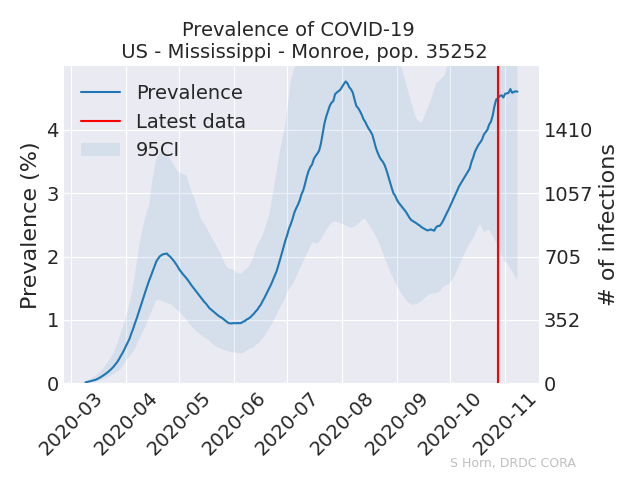 Prevalence of COVID-19
US - Mississippi - Monroe, pop. 35252
Prevalence
Latest data
95CI
Prevalence (%)
4
3
2
1
0
1410
1057
705
352
0
# of infections
2020-03
2020-04
2020-05
2020-06
2020-07
2020-08
2020-09
2020-10
2020-11
S Horn, DRDC CORA